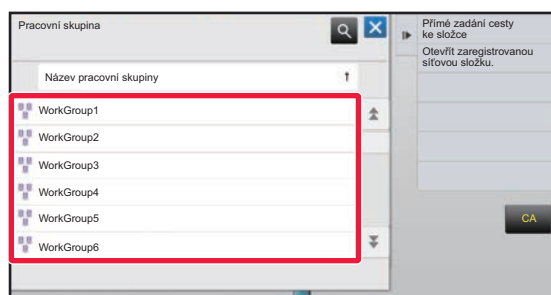 Pracovní skupina
Název pracovní skupiny
WorkGroup1
WorkGroup2
WorkGroup3
WorkGroup4
WorkGroup5
WorkGroup6
Přímé zadání cesty
ke složce
Otevřít zaregistrovanou
síťovou složku.
CA